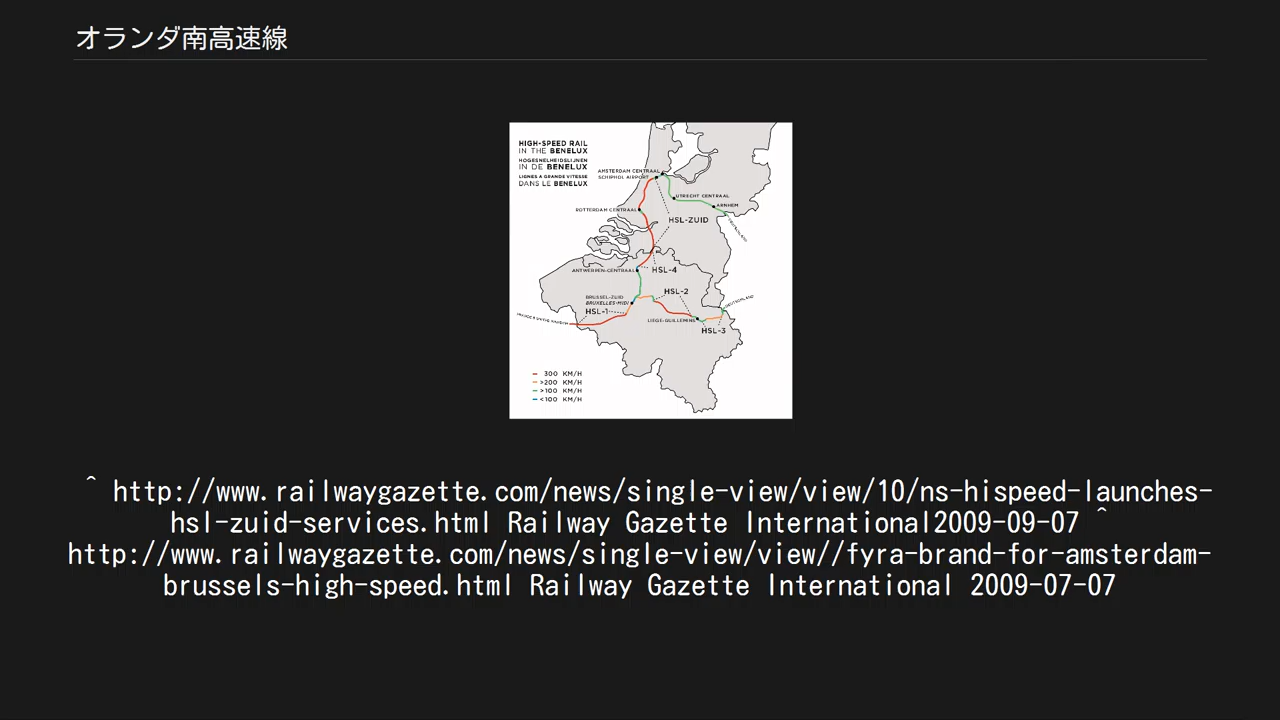 オランダ南高速線
HIGH-SPEED RAIL
IN THE BENELUX
HOGESNELHEIDSLIJNEN
IN DE BENELUX
LIGNES A GRANDE VITESSE
DANS LE BENELUX
AMSTERDAM CENTRAAL
SCHIPHOL AIRPORT
UTRECHT CENTRAAL
ARNHEM
ROTTERDAM CENTRAAL
HSL-ZUID
ANTWERPEN-CENTRAAL
HSL-4
HSL-2
BRUSSEL-ZUID
BRUXELLES-MIDI
DEUTSCHLAND
HSL-1
LIEGE-GUILLEMINS
HSL-3
300 KM/H
>200 KM/H
>100 KM/H
<100 KM/H
^ http://www.railwaygazette.com/news/single-view/view/10/ns-hispeed-launches-
hsl-zuid-services.html Railway Gazette International2009-09-07 ^
http://www.railwaygazette.com/news/single-view/view//fyra-brand-for-amsterdam-
brussels-high-speed.html Railway Gazette International 2009-07-07